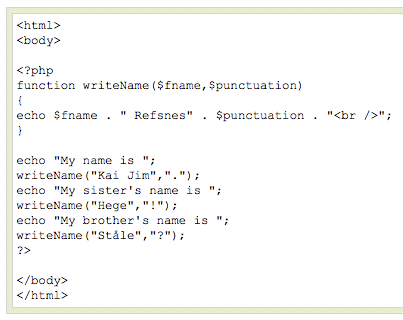 <html>
<body>
<?php
function writeName($fname,$punctuation)
{
echo $fname . " Refsnes" . $punctuation . "<br />";
}
echo "My name is ";
writeName("Kai Jim",".");
echo "My sister's name is ";
writeName("Hege","!");
echo "My brother's name is ";
writeName("Ståle","?");
?>
</body>
</html>